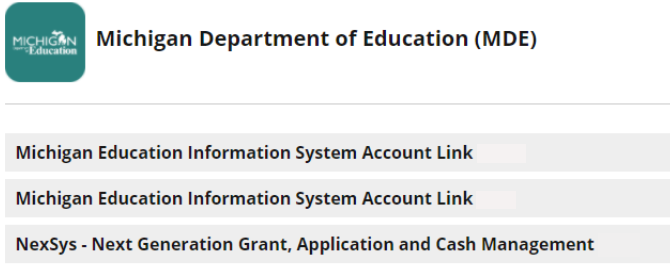 MICHIGAN
Education
Michigan Department of Education (MDE)
Michigan Education Information System Account Link
Michigan Education Information System Account Link
NexSys - Next Generation Grant, Application and Cash Management